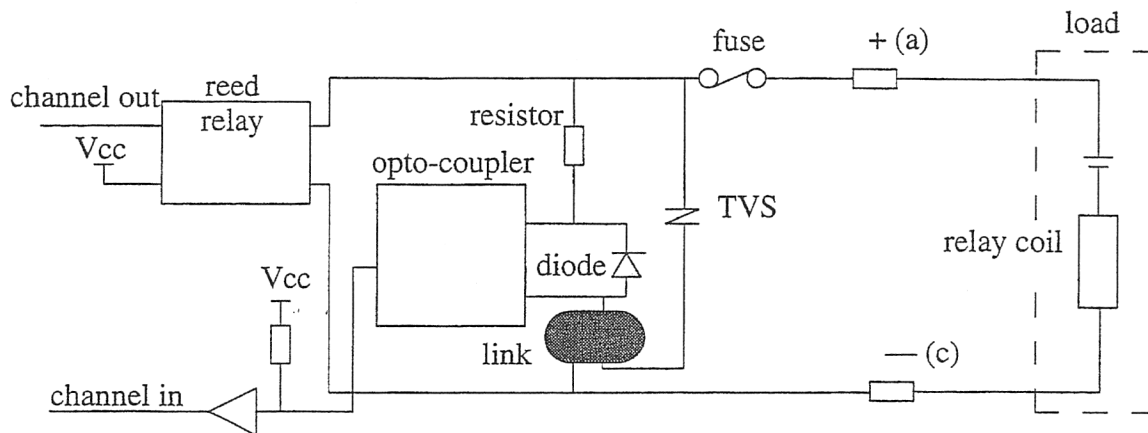 load
fuse
+ (a)
channel out
reed
relay
Vcc
resistor
opto-coupler
TVS
relay coil
diode
Vcc
link
— (c)
channel in